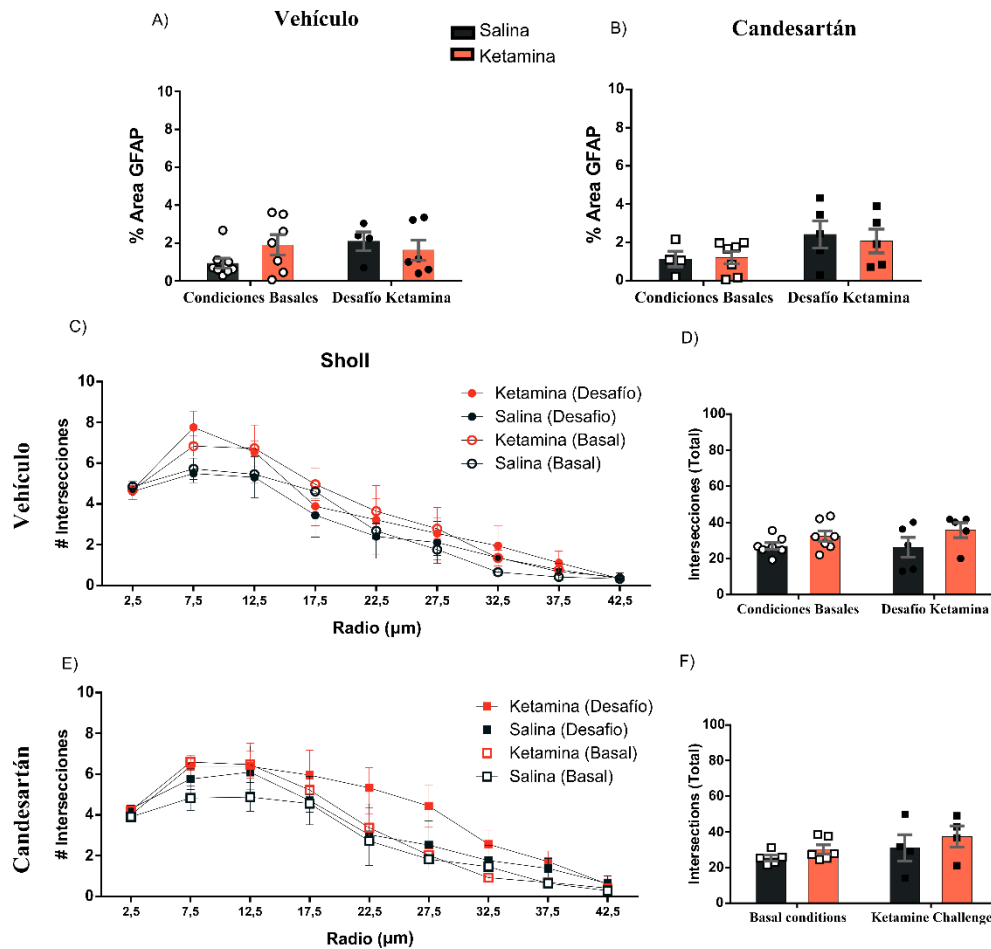 A)
Vehículo
Salina
Ketamina
B)
Candesartán
% Area GFAP
10
8
6
4
2
0
Condiciones Basales
Desafío Ketamina
% Area GFAP
10
8
6
4
2
0
Condiciones Basales
Desafío Ketamina
C)
Sholl
Vehículo
# Intersecciones
10
8
6
4
2
0
Ketamina (Desafío)
Salina (Desafio)
Ketamina (Basal)
Salina (Basal)
2,5 7,5 12,5 17,5 22,5 27,5 32,5 37,5 42,5
Radio (µm)
D)
Intersecciones (Total)
100
80
60
40
20
0
Condiciones Basales
Desafío Ketamina
E)
Candesartán
# Intersecciones
10
8
6
4
2
0
Ketamina (Desafío)
Salina (Desafio)
Ketamina (Basal)
Salina (Basal)
2,5 7,5 12,5 17,5 22,5 27,5 32,5 37,5 42,5
Radio (µm)
F)
Intersections (Total)
100
80
60
40
20
0
Basal conditions
Ketamine Challenge